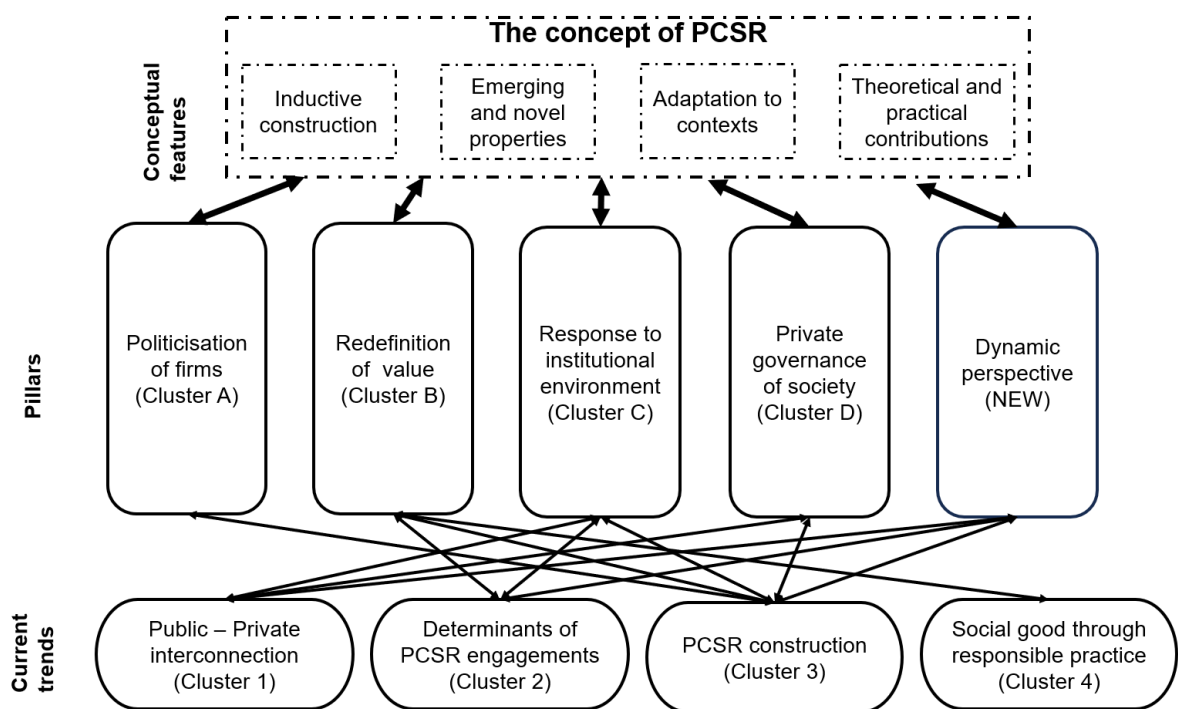 The concept of PCSR
Conceptual
features
Inductive
construction
Emerging
and novel
properties
Adaptation to
contexts
Theoretical and
practical
contributions
Pillars
Politicisation
of firms
(Cluster A)
Redefinition
of value
(Cluster B)
Response to
institutional
environment
(Cluster C)
Private
governance
of society
(Cluster D)
Dynamic
perspective
(NEW)
Current
trends
Public – Private
interconnection
(Cluster 1)
Determinants of
PCSR engagements
(Cluster 2)
PCSR construction
(Cluster 3)
Social good through
responsible practice
(Cluster 4)